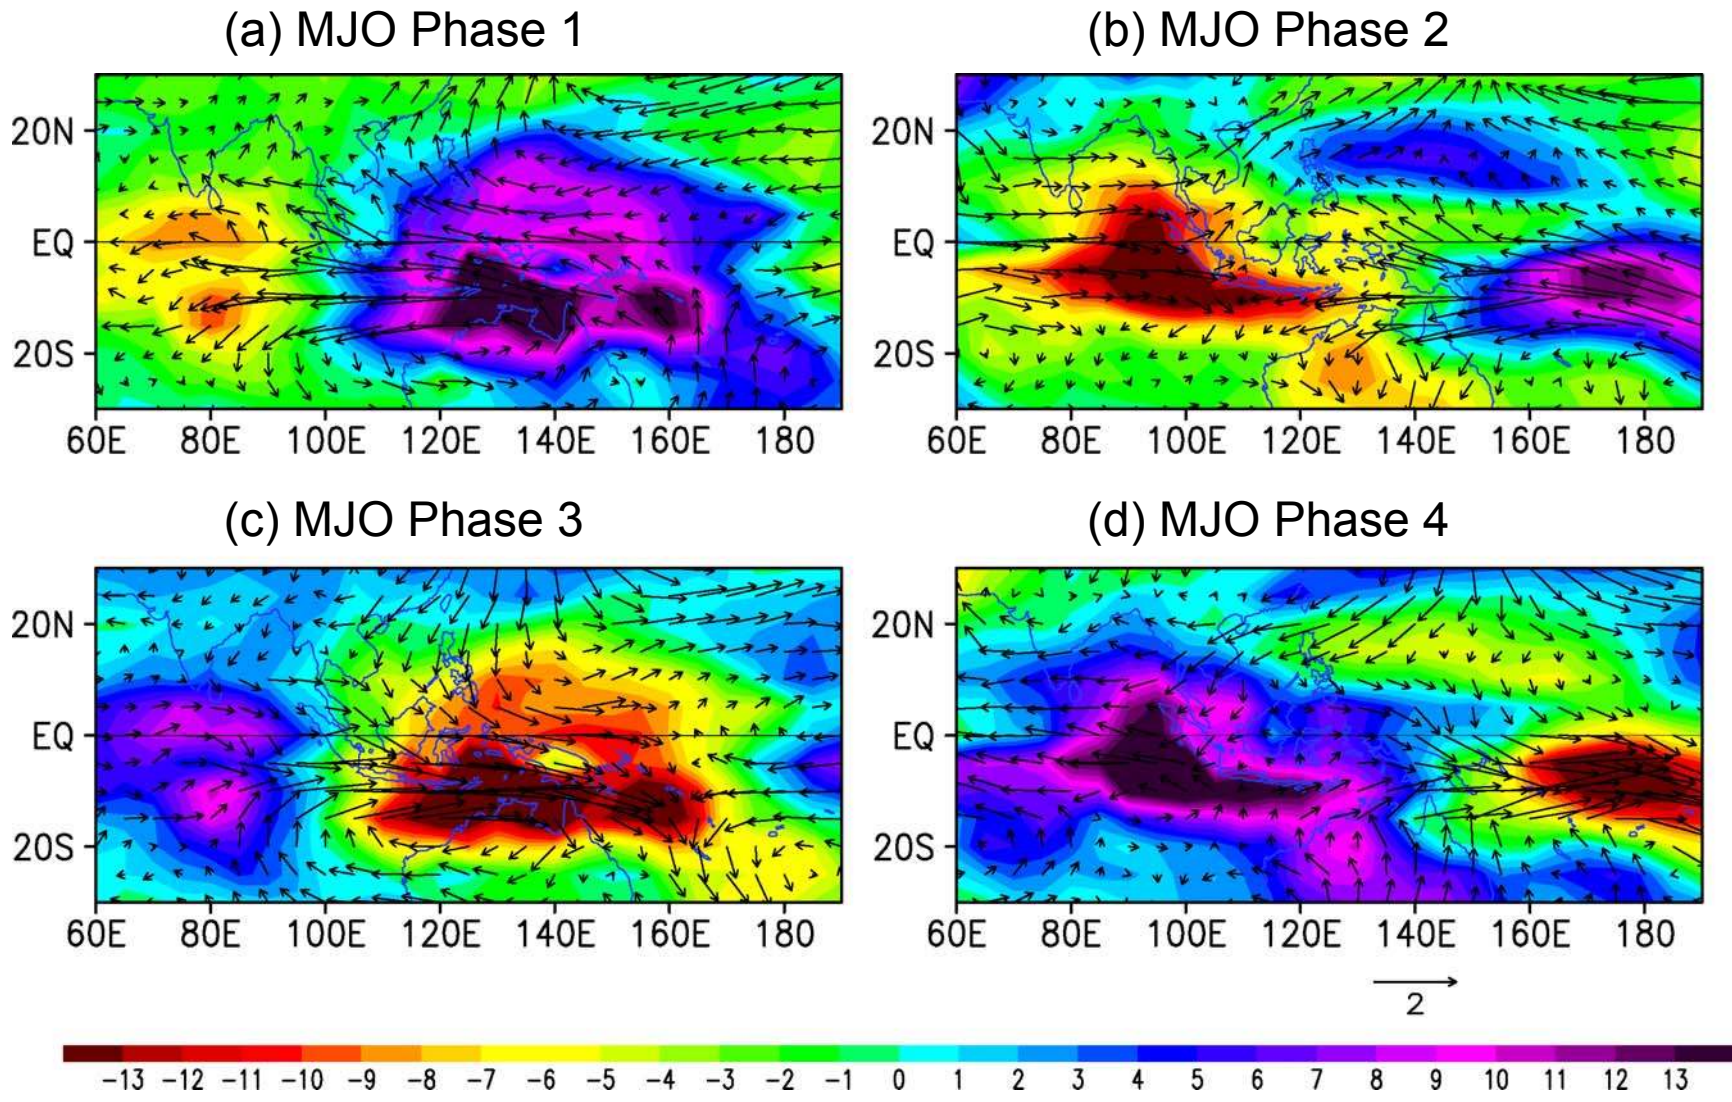 (a) MJO Phase 1
(b) MJO Phase 2
20N
EQ
20S
60E 80E 100E 120E 140E 160E 180
20N
EQ
20S
60E 80E 100E 120E 140E 160E 180
(c) MJO Phase 3
(d) MJO Phase 4
20N
EQ
20S
60E 80E 100E 120E 140E 160E 180
20N
EQ
20S
60E 80E 100E 120E 140E 160E 180
2
-13 -12 -11 -10 -9 -8 -7 -6 -5 -4 -3 -2 -1 0 1 2 3 4 5 6 7 8 9 10 11 12 13